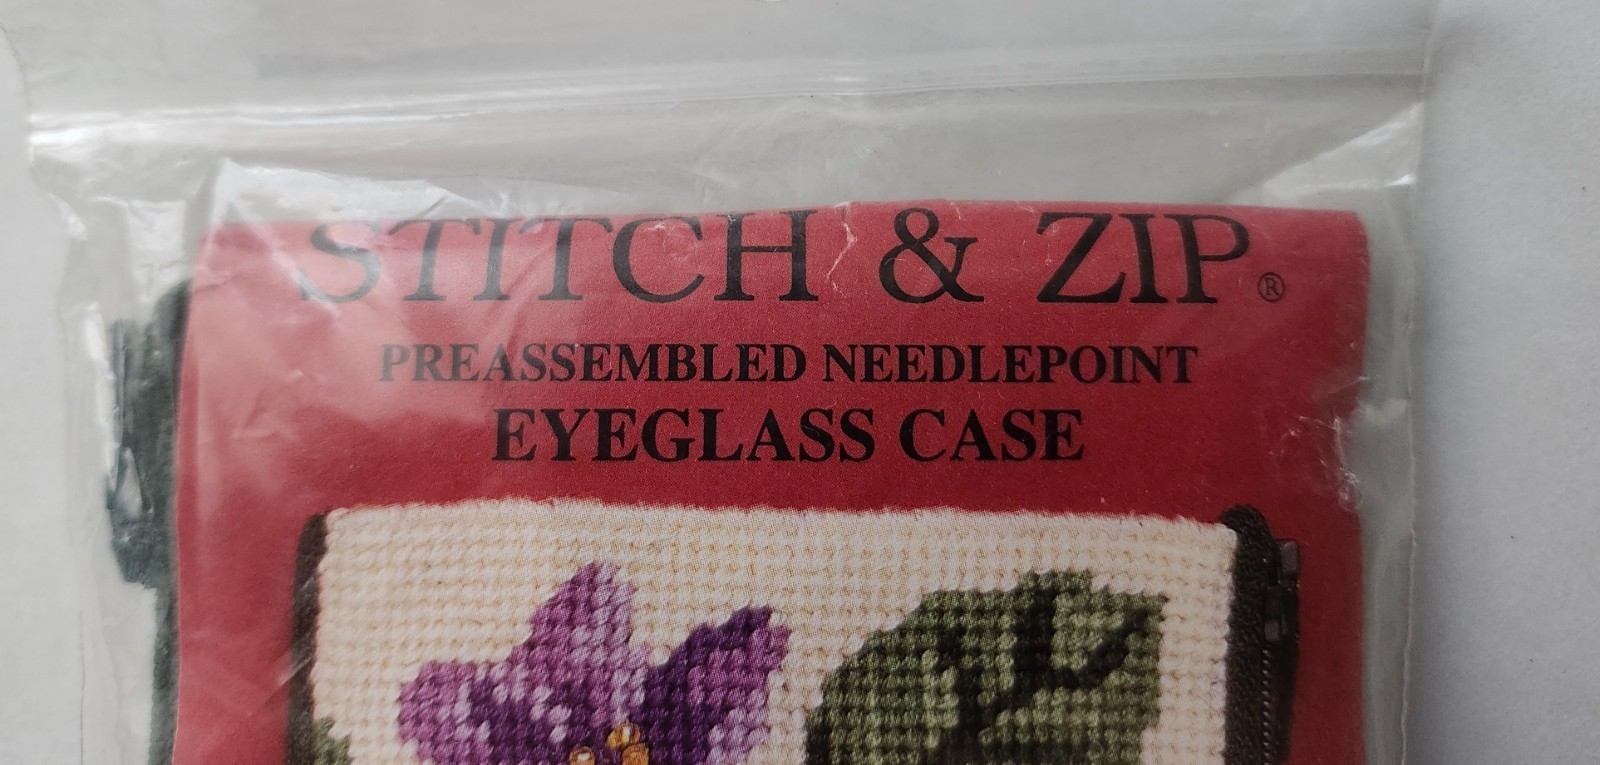 STITCH & ZIP®
PREASSEMBLED NEEDLEPOINT
EYEGLASS CASE